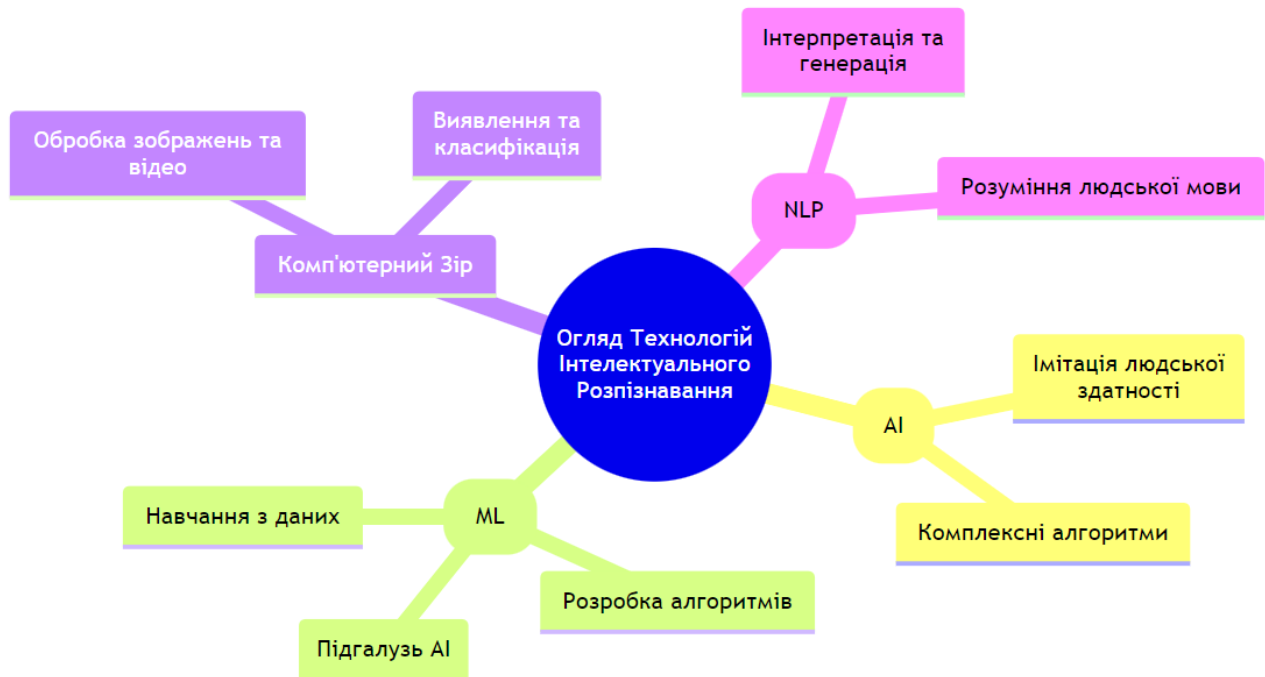 Інтерпретація та
генерація
Виявлення та
класифікація
Обробка зображень та
відео
Розуміння людської мови
NLP
Комп'ютерний Зір
Огляд Технологій
Інтелектуального
Розпізнавання
Імітація людської
здатності
AI
Навчання з даних
ML
Комплексні алгоритми
Розробка алгоритмів
Підгалузь AI